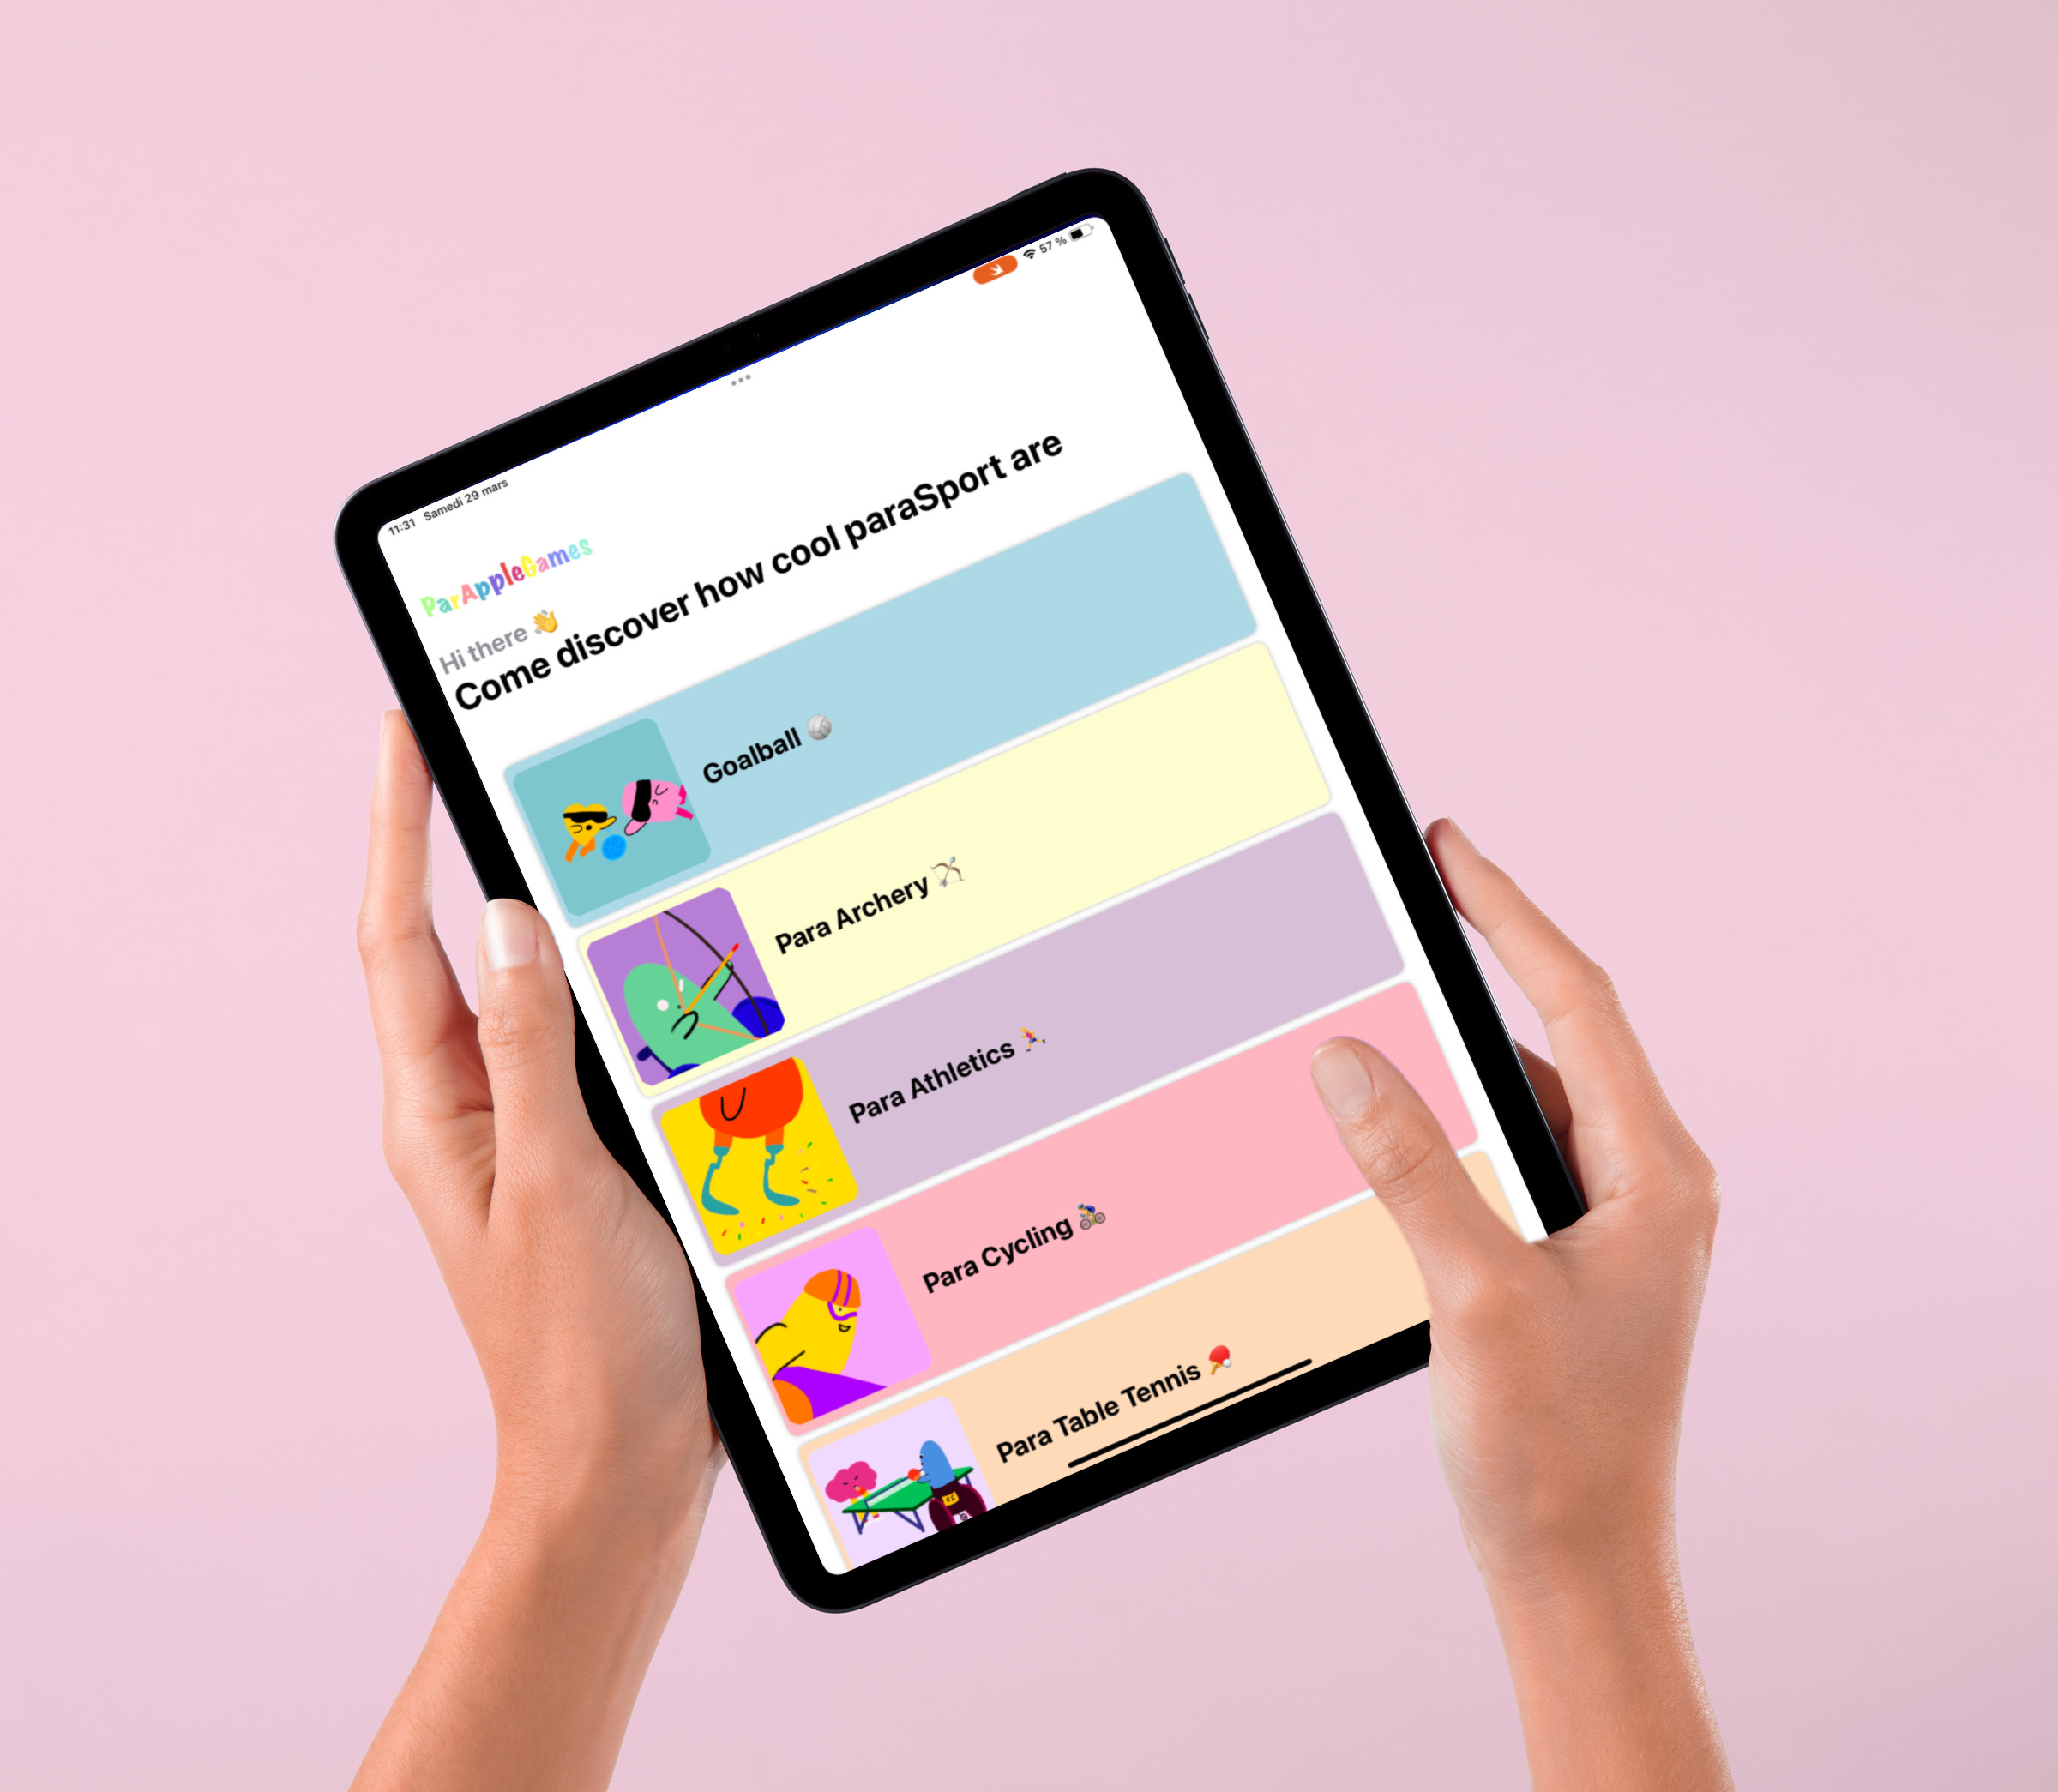 11:31 Samedi 29 mars
57 %
ParAppleGames
Hi there 👋
Come discover how cool paraSport are
Goalball 🏐
Para Archery 🏹
Para Athletics 🏃‍♀️
Para Cycling 🚴
Para Table Tennis 🏓